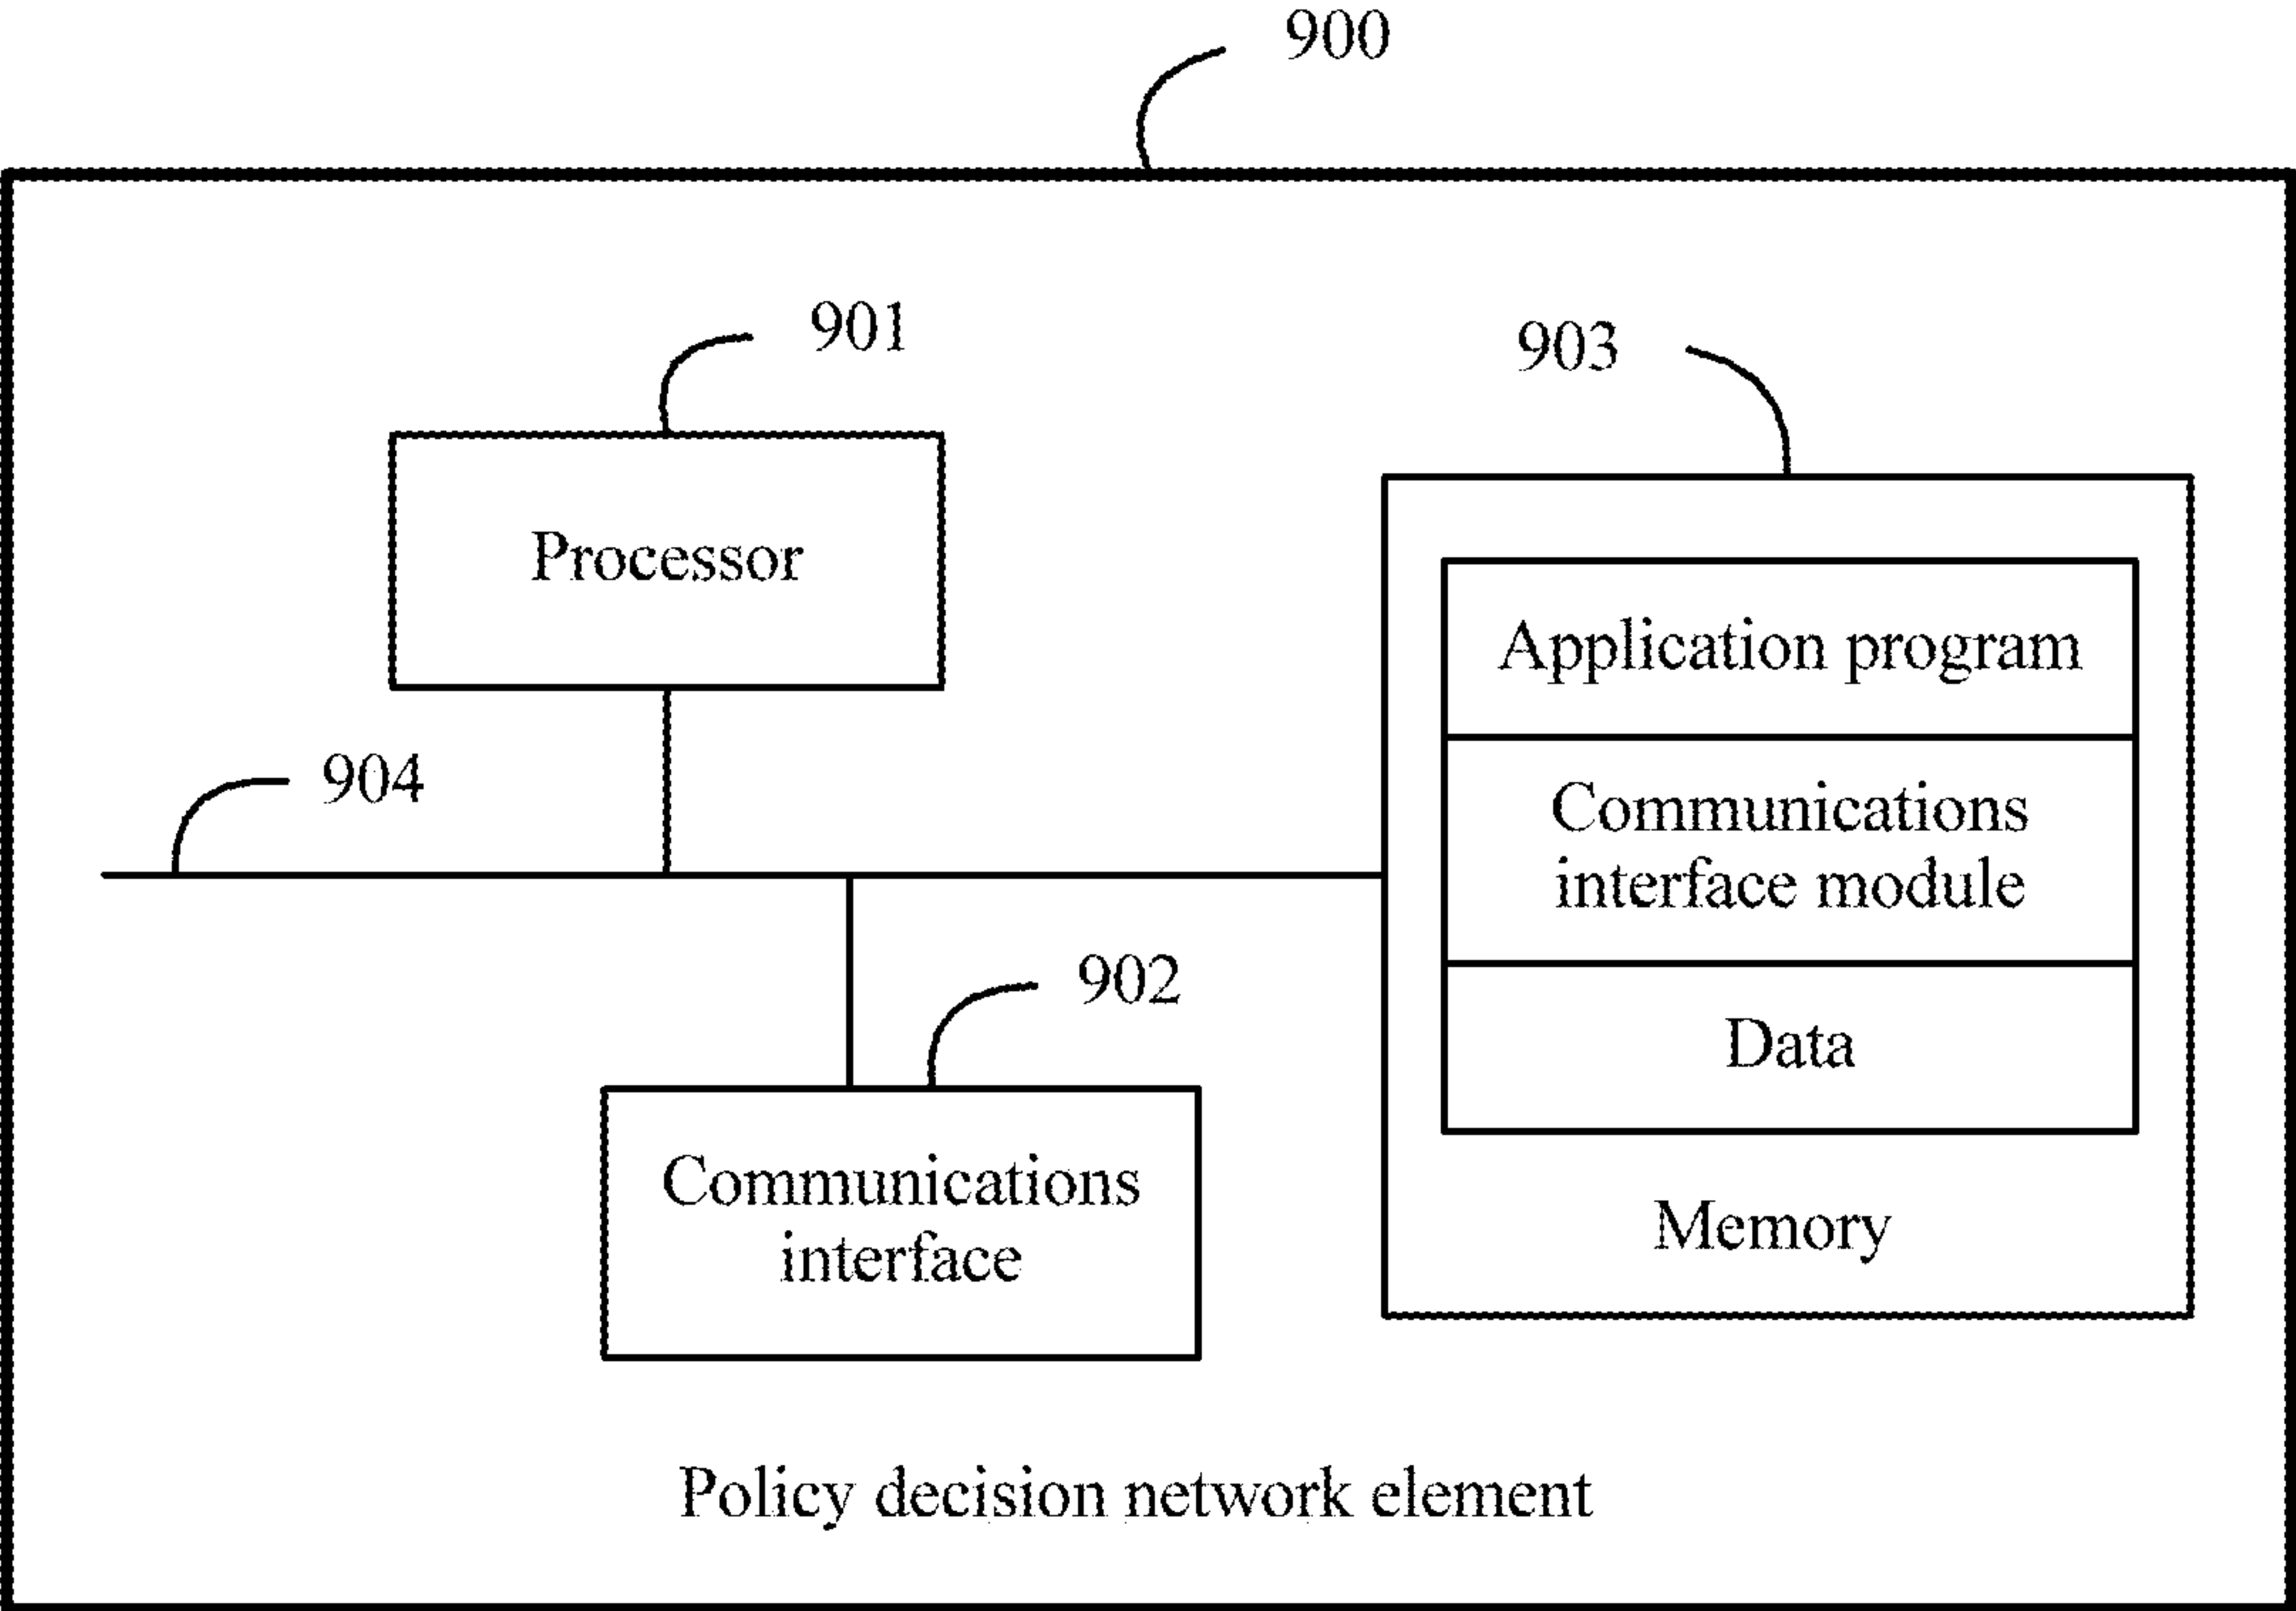 900
901
903
Processor
Application program
904
Communications
interface module
902
Data
Communications
interface
Memory
Policy decision network element